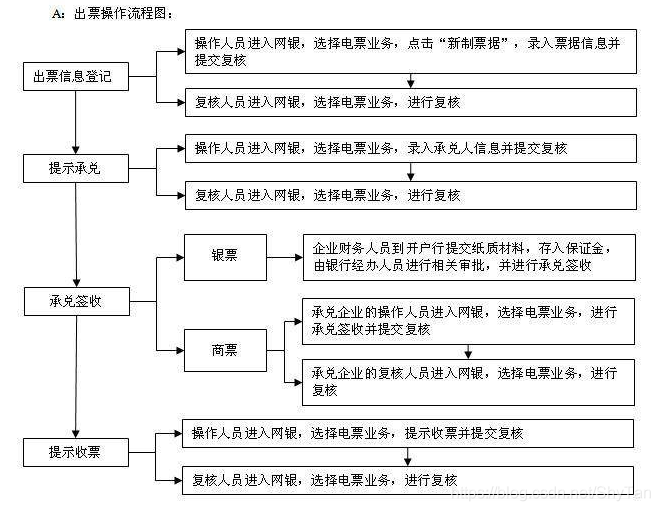 A：出票操作流程图：
出票信息登记
操作人员进入网银，选择电票业务，点击“新制票据”，录入票据信息并
提交复核
复核人员进入网银，选择电票业务，进行复核
提示承兑
操作人员进入网银，选择电票业务，录入承兑人信息并提交复核
复核人员进入网银，选择电票业务，进行复核
承兑签收
银票
企业财务人员到开户行提交纸质材料，存入保证金，
由银行经办人员进行相关审批，并进行承兑签收
商票
承兑企业的操作人员进入网银，选择电票业务，进行
承兑签收并提交复核
承兑企业的复核人员进入网银，选择电票业务，进行
复核
提示收票
操作人员进入网银，选择电票业务，提示收票并提交复核
复核人员进入网银，选择电票业务，进行复核
https://blog.csdn.net/ShyTan